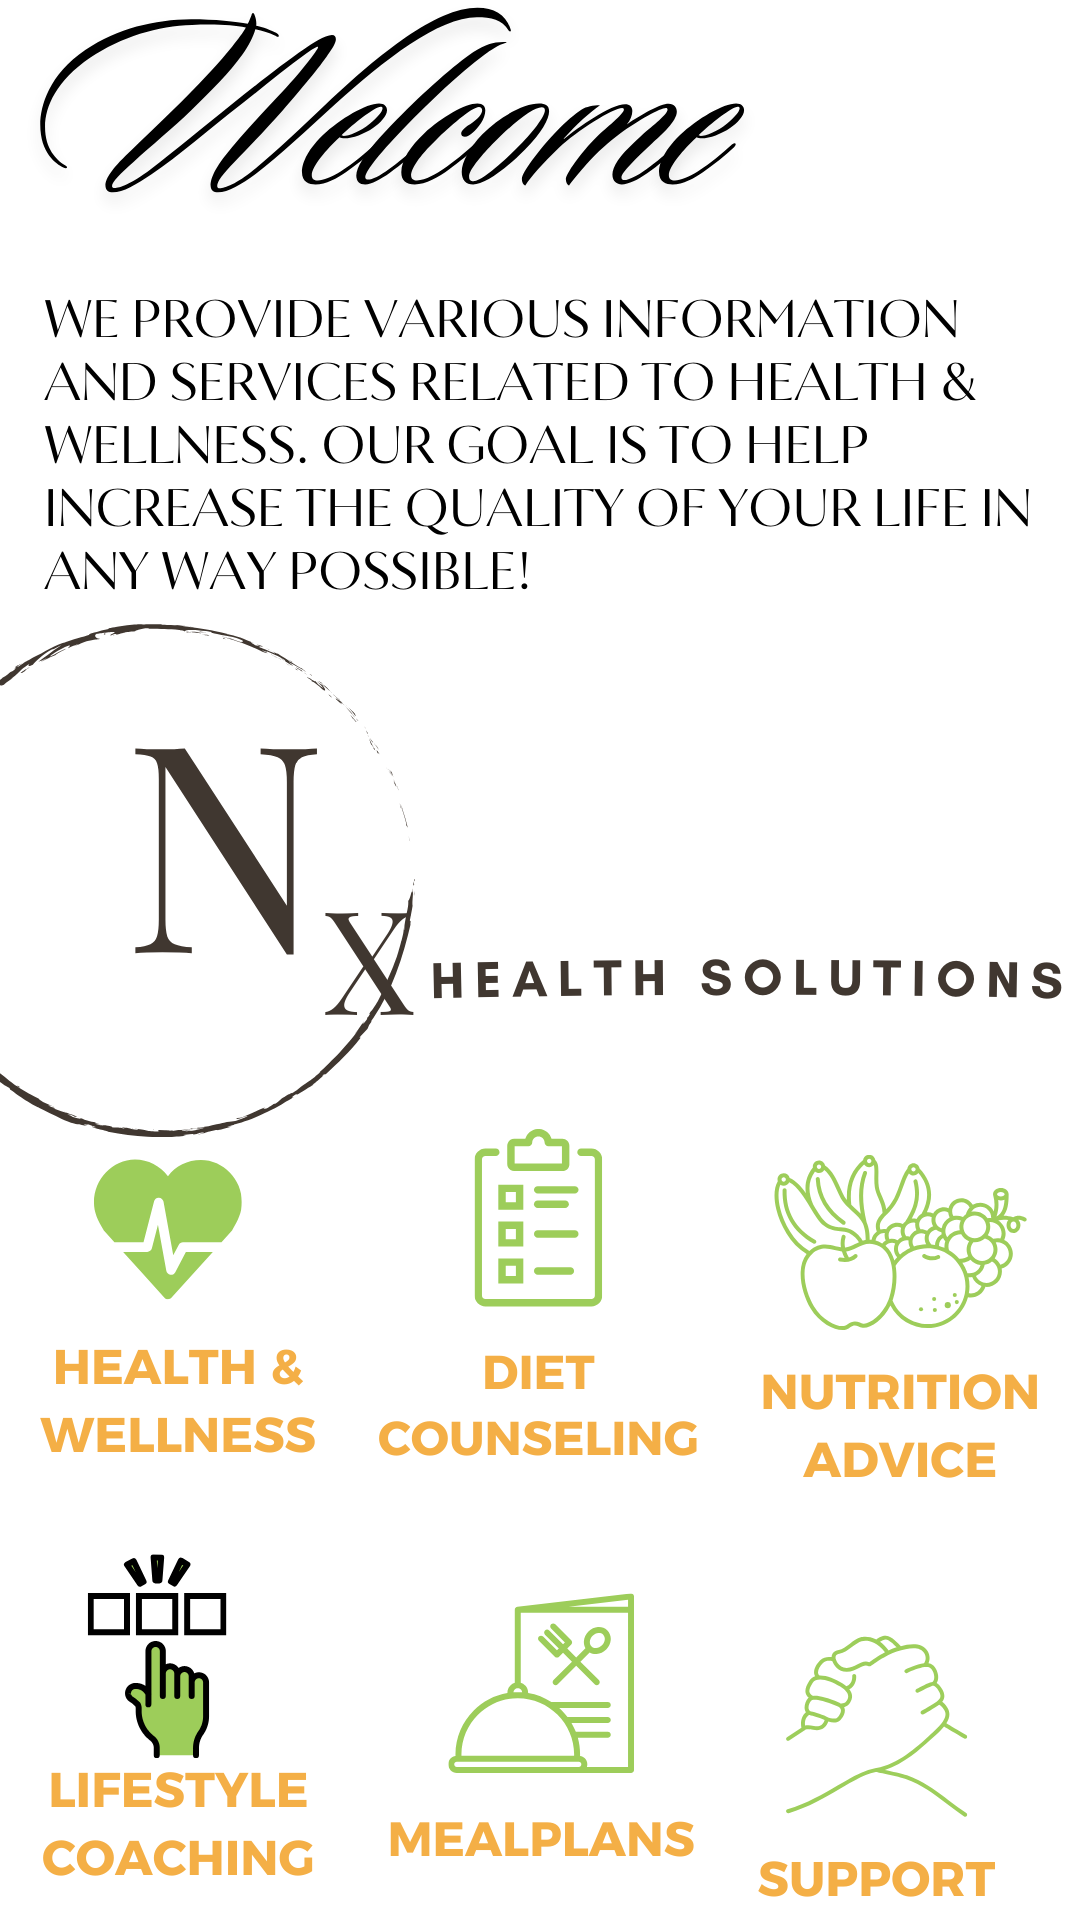 Welcome
WE PROVIDE VARIOUS INFORMATION
AND SERVICES RELATED TO HEALTH &
WELLNESS. OUR GOAL IS TO HELP
INCREASE THE QUALITY OF YOUR LIFE IN
ANY WAY POSSIBLE!
N
X HEALTH SOLUTIONS
HEALTH &
WELLNESS
DIET
COUNSELING
NUTRITION
ADVICE
LIFESTYLE
COACHING
MEALPLANS
SUPPORT